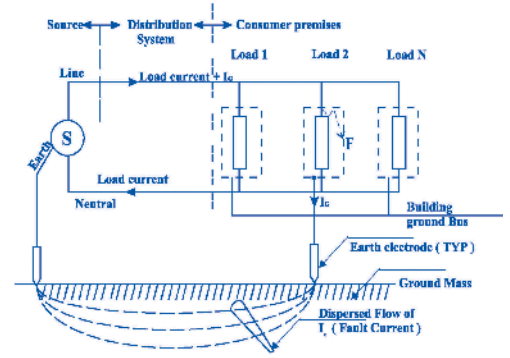 Source
Distribution
System
Consumer premises
Load 1
Load 2
Load N
Line
Load current + IG
S
Earth
F
Load current
Neutral
IG
Building
ground Bus
Earth electrode ( TYP )
Ground Mass
Dispersed Flow of
( Fault Current )